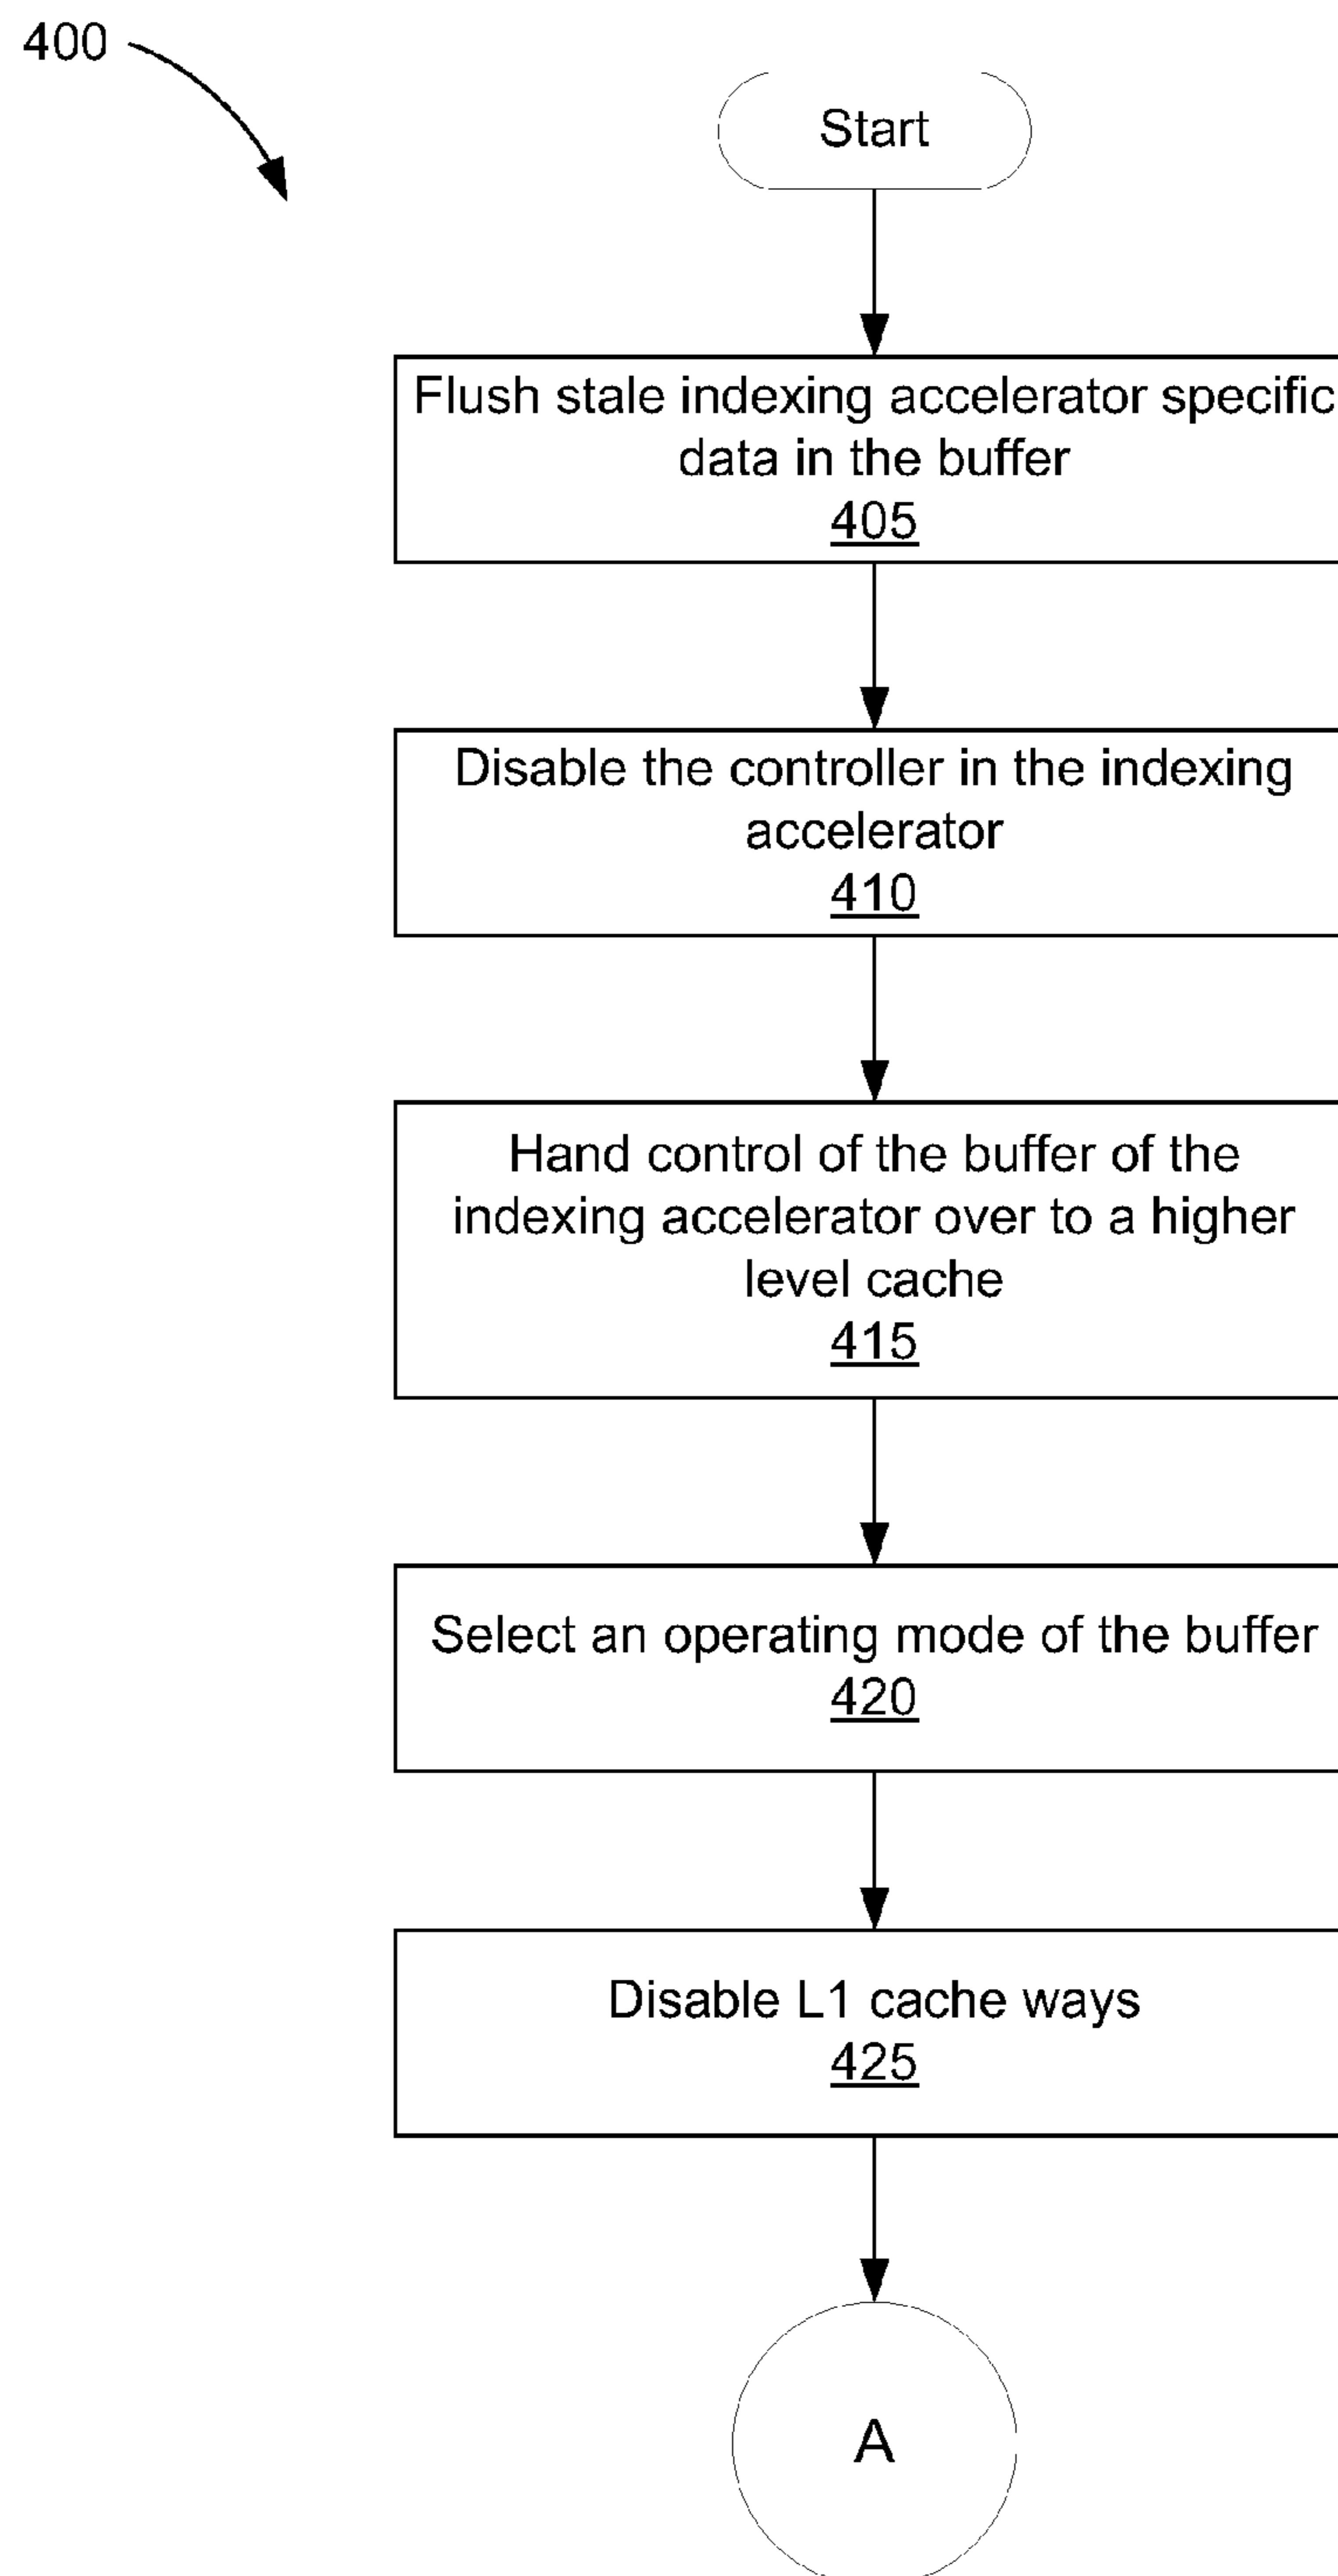 400
Start
Flush stale indexing accelerator specific
data in the buffer
405
Disable the controller in the indexing
accelerator
410
Hand control of the buffer of the
indexing accelerator over to a higher
level cache
415
Select an operating mode of the buffer
420
Disable L1 cache ways
425
A